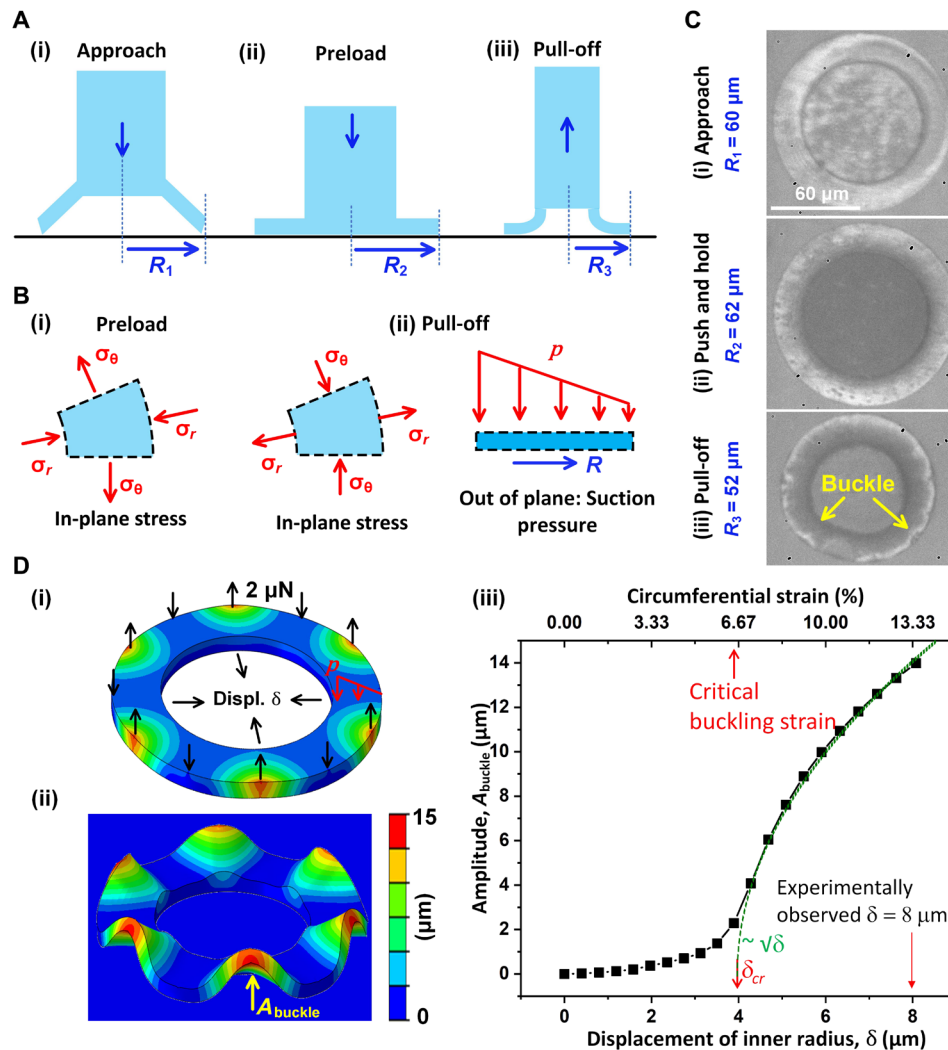 A
(i)
Approach
R1
(ii)
Preload
R2
(iii)
Pull-off
R3
B
(i)
Preload
σθ
σr
σr
σθ
In-plane stress
(ii) Pull-off
σθ
σr
σr
σθ
In-plane stress
p
R
Out of plane: Suction
pressure
C
(i) Approach
R1 = 60 µm
60 µm
(ii) Push and hold
R2 = 62 µm
(iii) Pull-off
R3 = 52 µm
Buckle
D
(i)
2 µN
p
Displ. δ
(ii)
15
(µm)
0
Abuckle
(iii)
Circumferential strain (%)
0.00 3.33 6.67 10.00 13.33
Critical
buckling strain
Amplitude, Abuckle (µm)
14
12
10
8
6
4
2
0
Experimentally
observed δ = 8 µm
~ √δ
δcr
0 2 4 6 8
Displacement of inner radius, δ (µm)